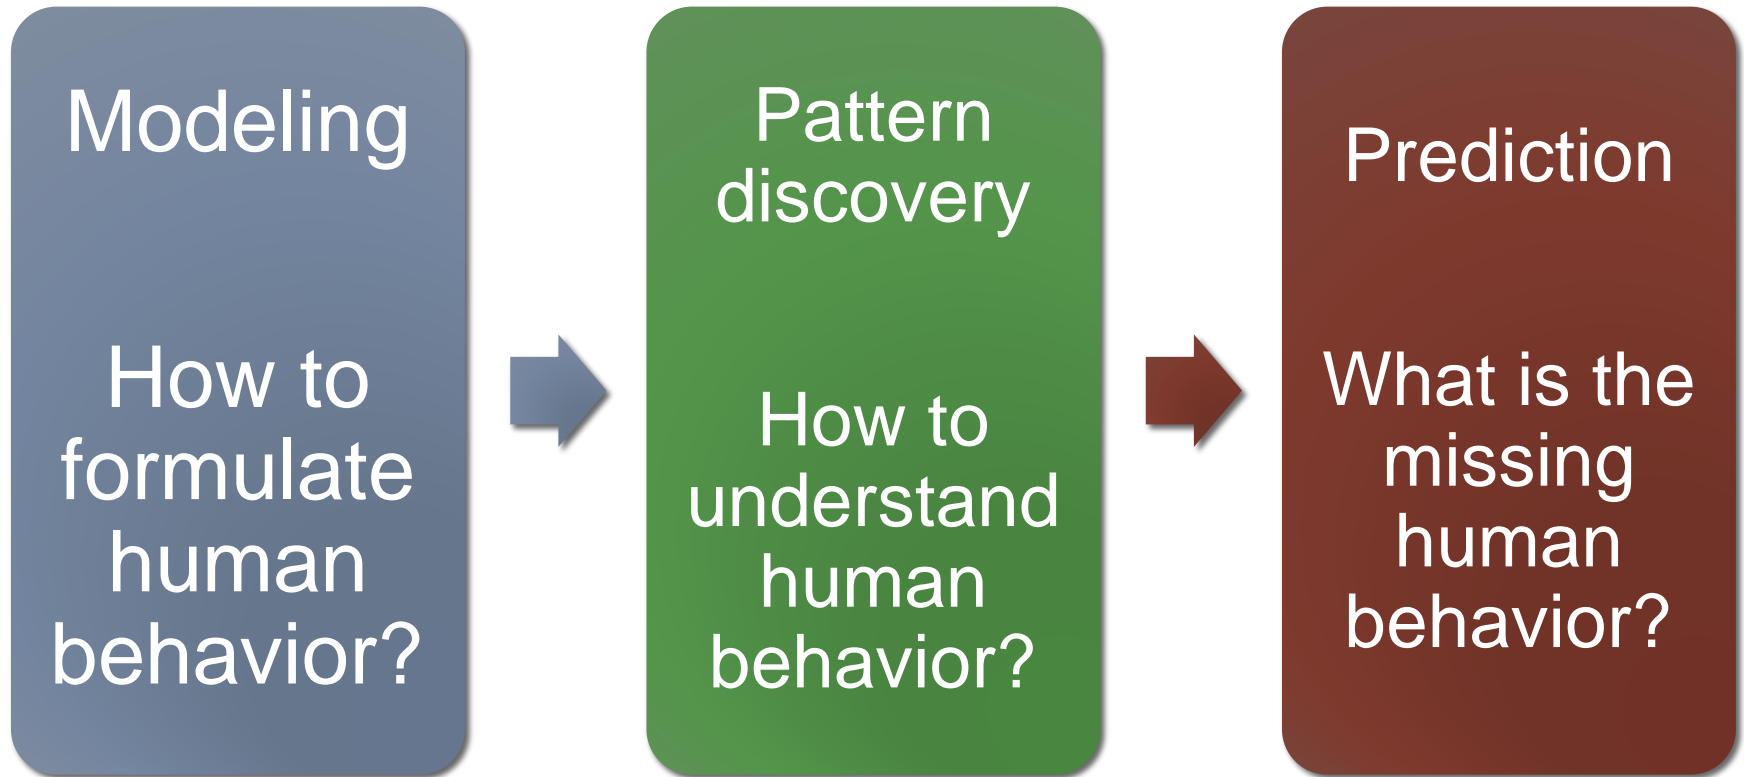 Modeling
How to
formulate
human
behavior?
Pattern
discovery
How to
understand
human
behavior?
Prediction
What is the
missing
human
behavior?